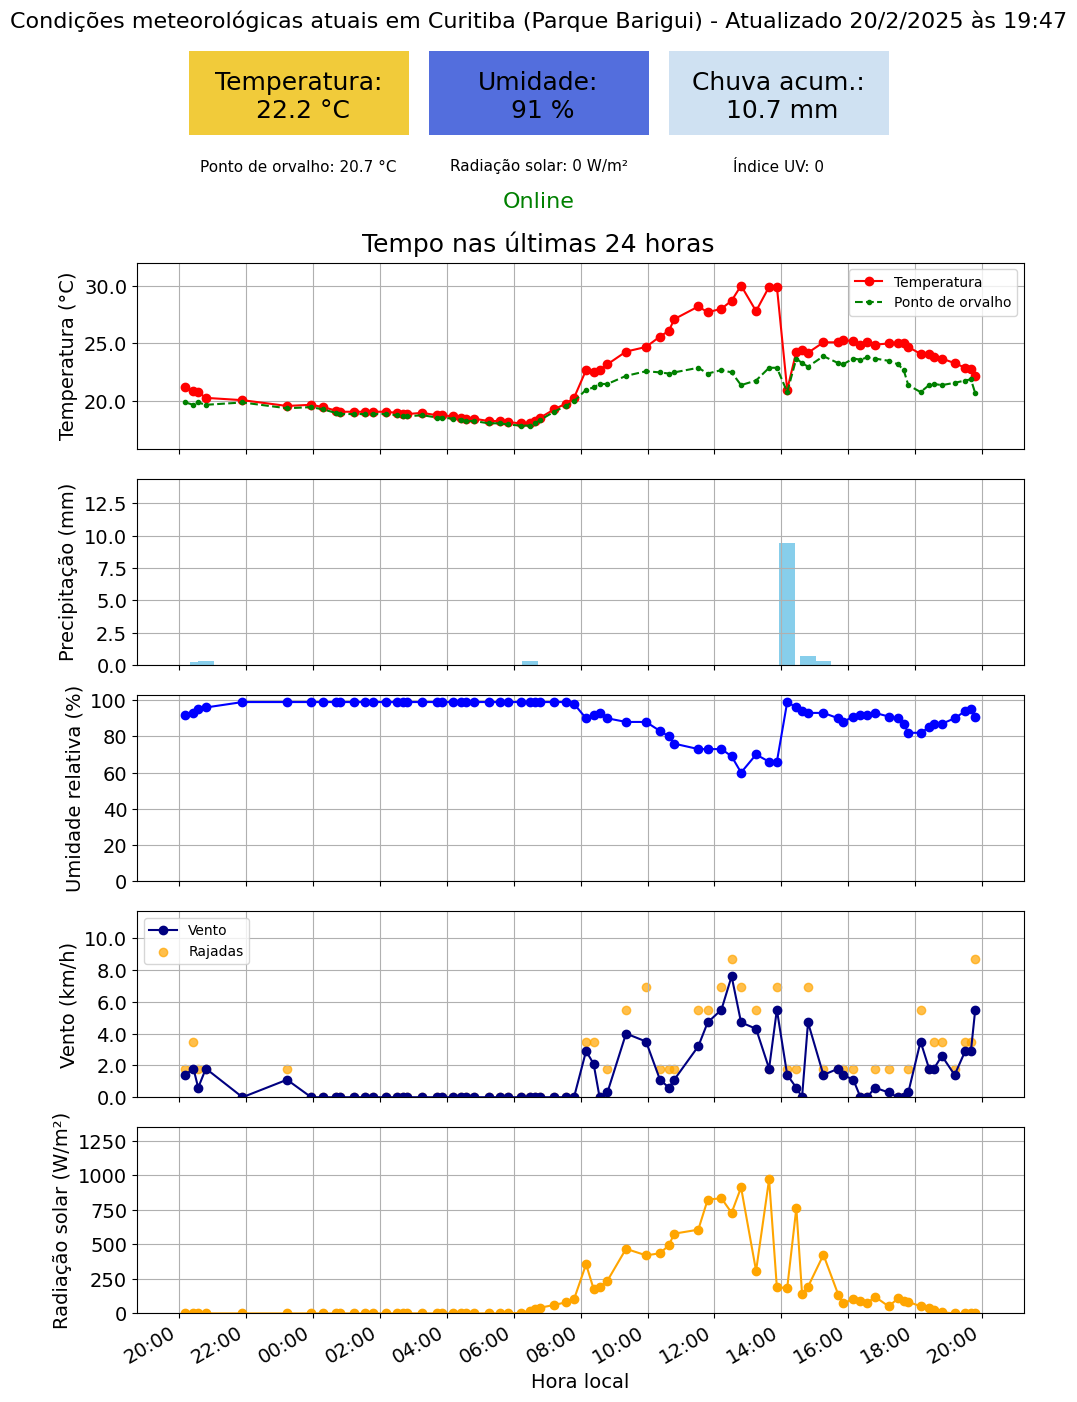 Condições meteorológicas atuais em Curitiba (Parque Barigui) - Atualizado 20/2/2025 às 19:47
Temperatura:
22.2 °C
Umidade:
91 %
Chuva acum.:
10.7 mm
Ponto de orvalho: 20.7 °C
Radiação solar: 0 W/m²
Índice UV: 0
Online
Tempo nas últimas 24 horas
Temperatura (°C)
30.0
25.0
20.0
Temperatura
Ponto de orvalho
Precipitação (mm)
12.5
10.0
7.5
5.0
2.5
0.0
Umidade relativa (%)
100
80
60
40
20
0
Vento (km/h)
10.0
8.0
6.0
4.0
2.0
0.0
Vento
Rajadas
Radiação solar (W/m²)
1250
1000
750
500
250
0
20:00
22:00
00:00
02:00
04:00
06:00
08:00
10:00
12:00
14:00
16:00
18:00
20:00
Hora local